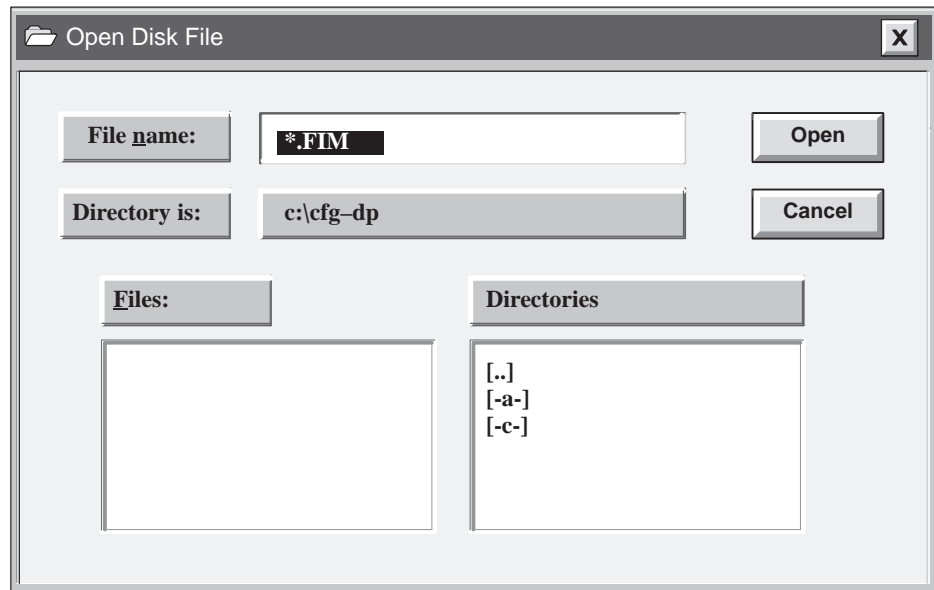 Open Disk File
X
File name:
*.FIM
Open
Directory is:
c:\cfg–dp
Cancel
Files:
Directories
[..]
[-a-]
[-c-]